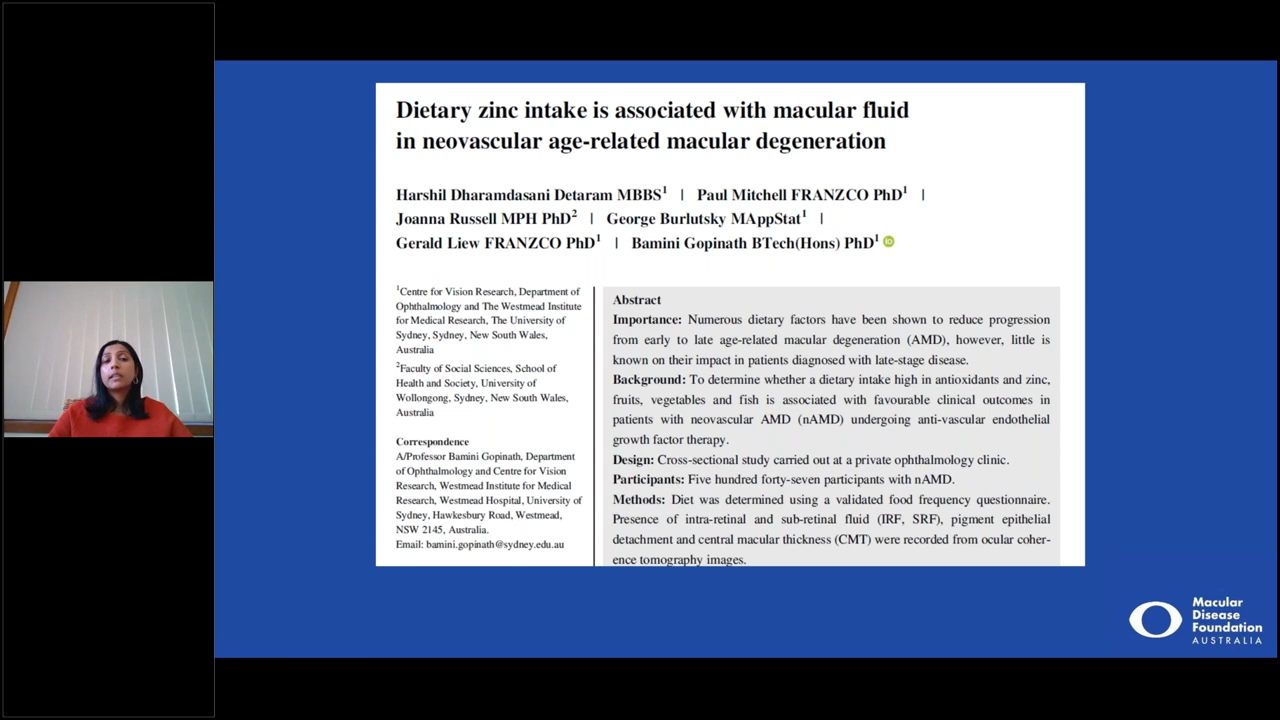 Dietary zinc intake is associated with macular fluid
in neovascular age-related macular degeneration
Harshil Dharamdasani Detaram MBBS1 | Paul Mitchell FRANZCO PhD1 |
Joanna Russell MPH PhD2 | George Burlutsky MAppStat1 |
Gerald Liew FRANZCO PhD1 | Bamini Gopinath BTech(Hons) PhD1 iD
1Centre for Vision Research, Department of
Ophthalmology and The Westmead Institute
for Medical Research, The University of
Sydney, Sydney, New South Wales,
Australia
2Faculty of Social Sciences, School of
Health and Society, University of
Wollongong, Sydney, New South Wales,
Australia
Correspondence
A/Professor Bamini Gopinath, Department
of Ophthalmology and Centre for Vision
Research, Westmead Institute for Medical
Research, Westmead Hospital, University of
Sydney, Hawkesbury Road, Westmead,
NSW 2145, Australia.
Email: bamini.gopinath@sydney.edu.au
Abstract
Importance: Numerous dietary factors have been shown to reduce progression
from early to late age-related macular degeneration (AMD), however, little is
known on their impact in patients diagnosed with late-stage disease.
Background: To determine whether a dietary intake high in antioxidants and zinc,
fruits, vegetables and fish is associated with favourable clinical outcomes in
patients with neovascular AMD (nAMD) undergoing anti-vascular endothelial
growth factor therapy.
Design: Cross-sectional study carried out at a private ophthalmology clinic.
Participants: Five hundred forty-seven participants with nAMD.
Methods: Diet was determined using a validated food frequency questionnaire.
Presence of intra-retinal and sub-retinal fluid (IRF, SRF), pigment epithelial
detachment and central macular thickness (CMT) were recorded from ocular coher-
ence tomography images.
Macular
Disease
Foundation
AUSTRALIA